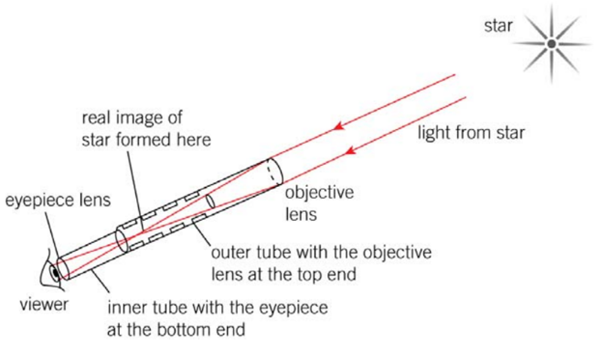 star
real image of
star formed here
light from star
eyepiece lens
objective
lens
outer tube with the objective
lens at the top end
viewer
inner tube with the eyepiece
at the bottom end